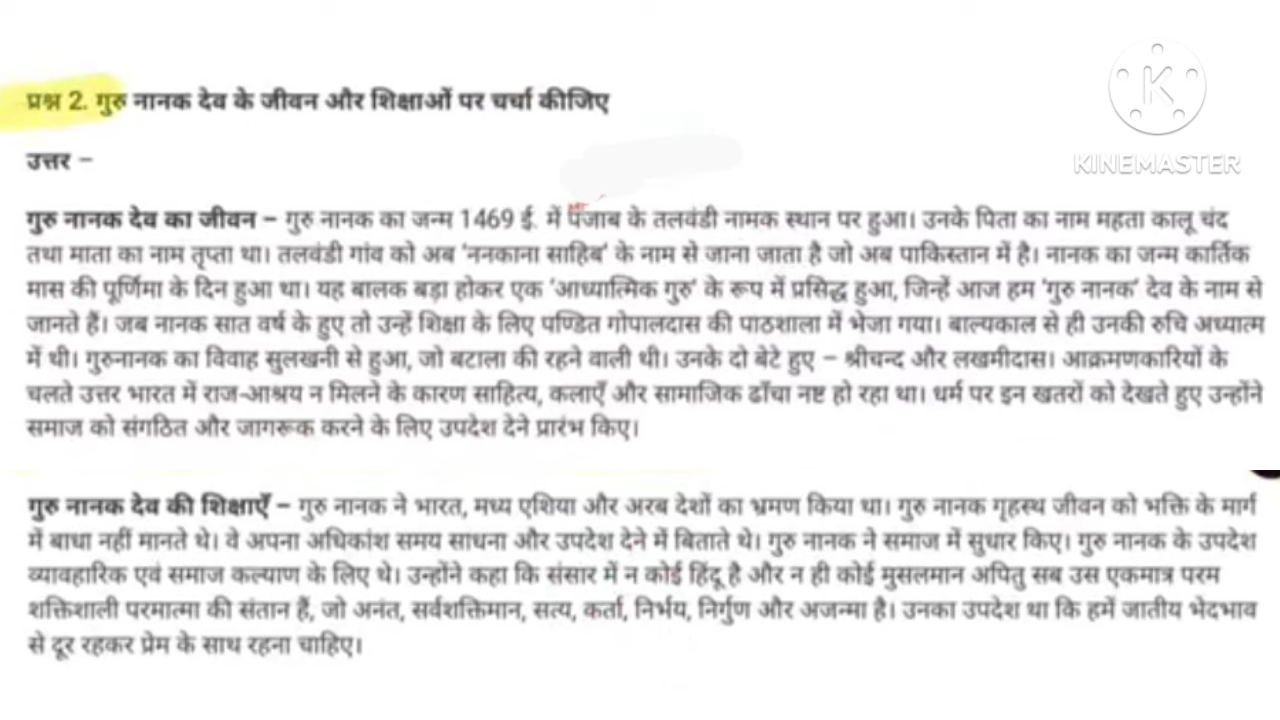 प्रश्न 2. गुरु नानक देव के जीवन और शिक्षाओं पर चर्चा कीजिए
KINEMASTER
उत्तर –
गुरु नानक देव का जीवन – गुरु नानक का जन्म 1469 ई. में पंजाब के तलवंडी नामक स्थान पर हुआ। उनके पिता का नाम महता कालू चंद
तथा माता का नाम तृप्ता था। तलवंडी गांव को अब 'ननकाना साहिब' के नाम से जाना जाता है जो अब पाकिस्तान में है। नानक का जन्म कार्तिक
मास की पूर्णिमा के दिन हुआ था। यह बालक बड़ा होकर एक 'आध्यात्मिक गुरु' के रूप में प्रसिद्ध हुआ, जिन्हें आज हम 'गुरु नानक' देव के नाम से
जानते हैं। जब नानक सात वर्ष के हुए तो उन्हें शिक्षा के लिए पण्डित गोपालदास की पाठशाला में भेजा गया। बाल्यकाल से ही उनकी रुचि अध्यात्म
में थी। गुरुनानक का विवाह सुलखनी से हुआ, जो बटाला की रहने वाली थी। उनके दो बेटे हुए – श्रीचन्द और लखमीदास। आक्रमणकारियों के
चलते उत्तर भारत में राज-आश्रय न मिलने के कारण साहित्य, कलाएँ और सामाजिक ढाँचा नष्ट हो रहा था। धर्म पर इन खतरों को देखते हुए उन्होंने
समाज को संगठित और जागरूक करने के लिए उपदेश देने प्रारंभ किए।
गुरु नानक देव की शिक्षाएँ – गुरु नानक ने भारत, मध्य एशिया और अरब देशों का भ्रमण किया था। गुरु नानक गृहस्थ जीवन को भक्ति के मार्ग
में बाधा नहीं मानते थे। वे अपना अधिकांश समय साधना और उपदेश देने में बिताते थे। गुरु नानक ने समाज में सुधार किए। गुरु नानक के उपदेश
व्यावहारिक एवं समाज कल्याण के लिए थे। उन्होंने कहा कि संसार में न कोई हिंदू है और न ही कोई मुसलमान अपितु सब उस एकमात्र परम
शक्तिशाली परमात्मा की संतान हैं, जो अनंत, सर्वशक्तिमान, सत्य, कर्ता, निर्भय, निर्गुण और अजन्मा है। उनका उपदेश था कि हमें जातीय भेदभाव
से दूर रहकर प्रेम के साथ रहना चाहिए।